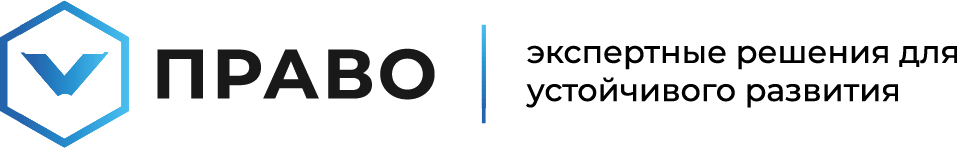 ПРАВО
экспертные решения для
устойчивого развития